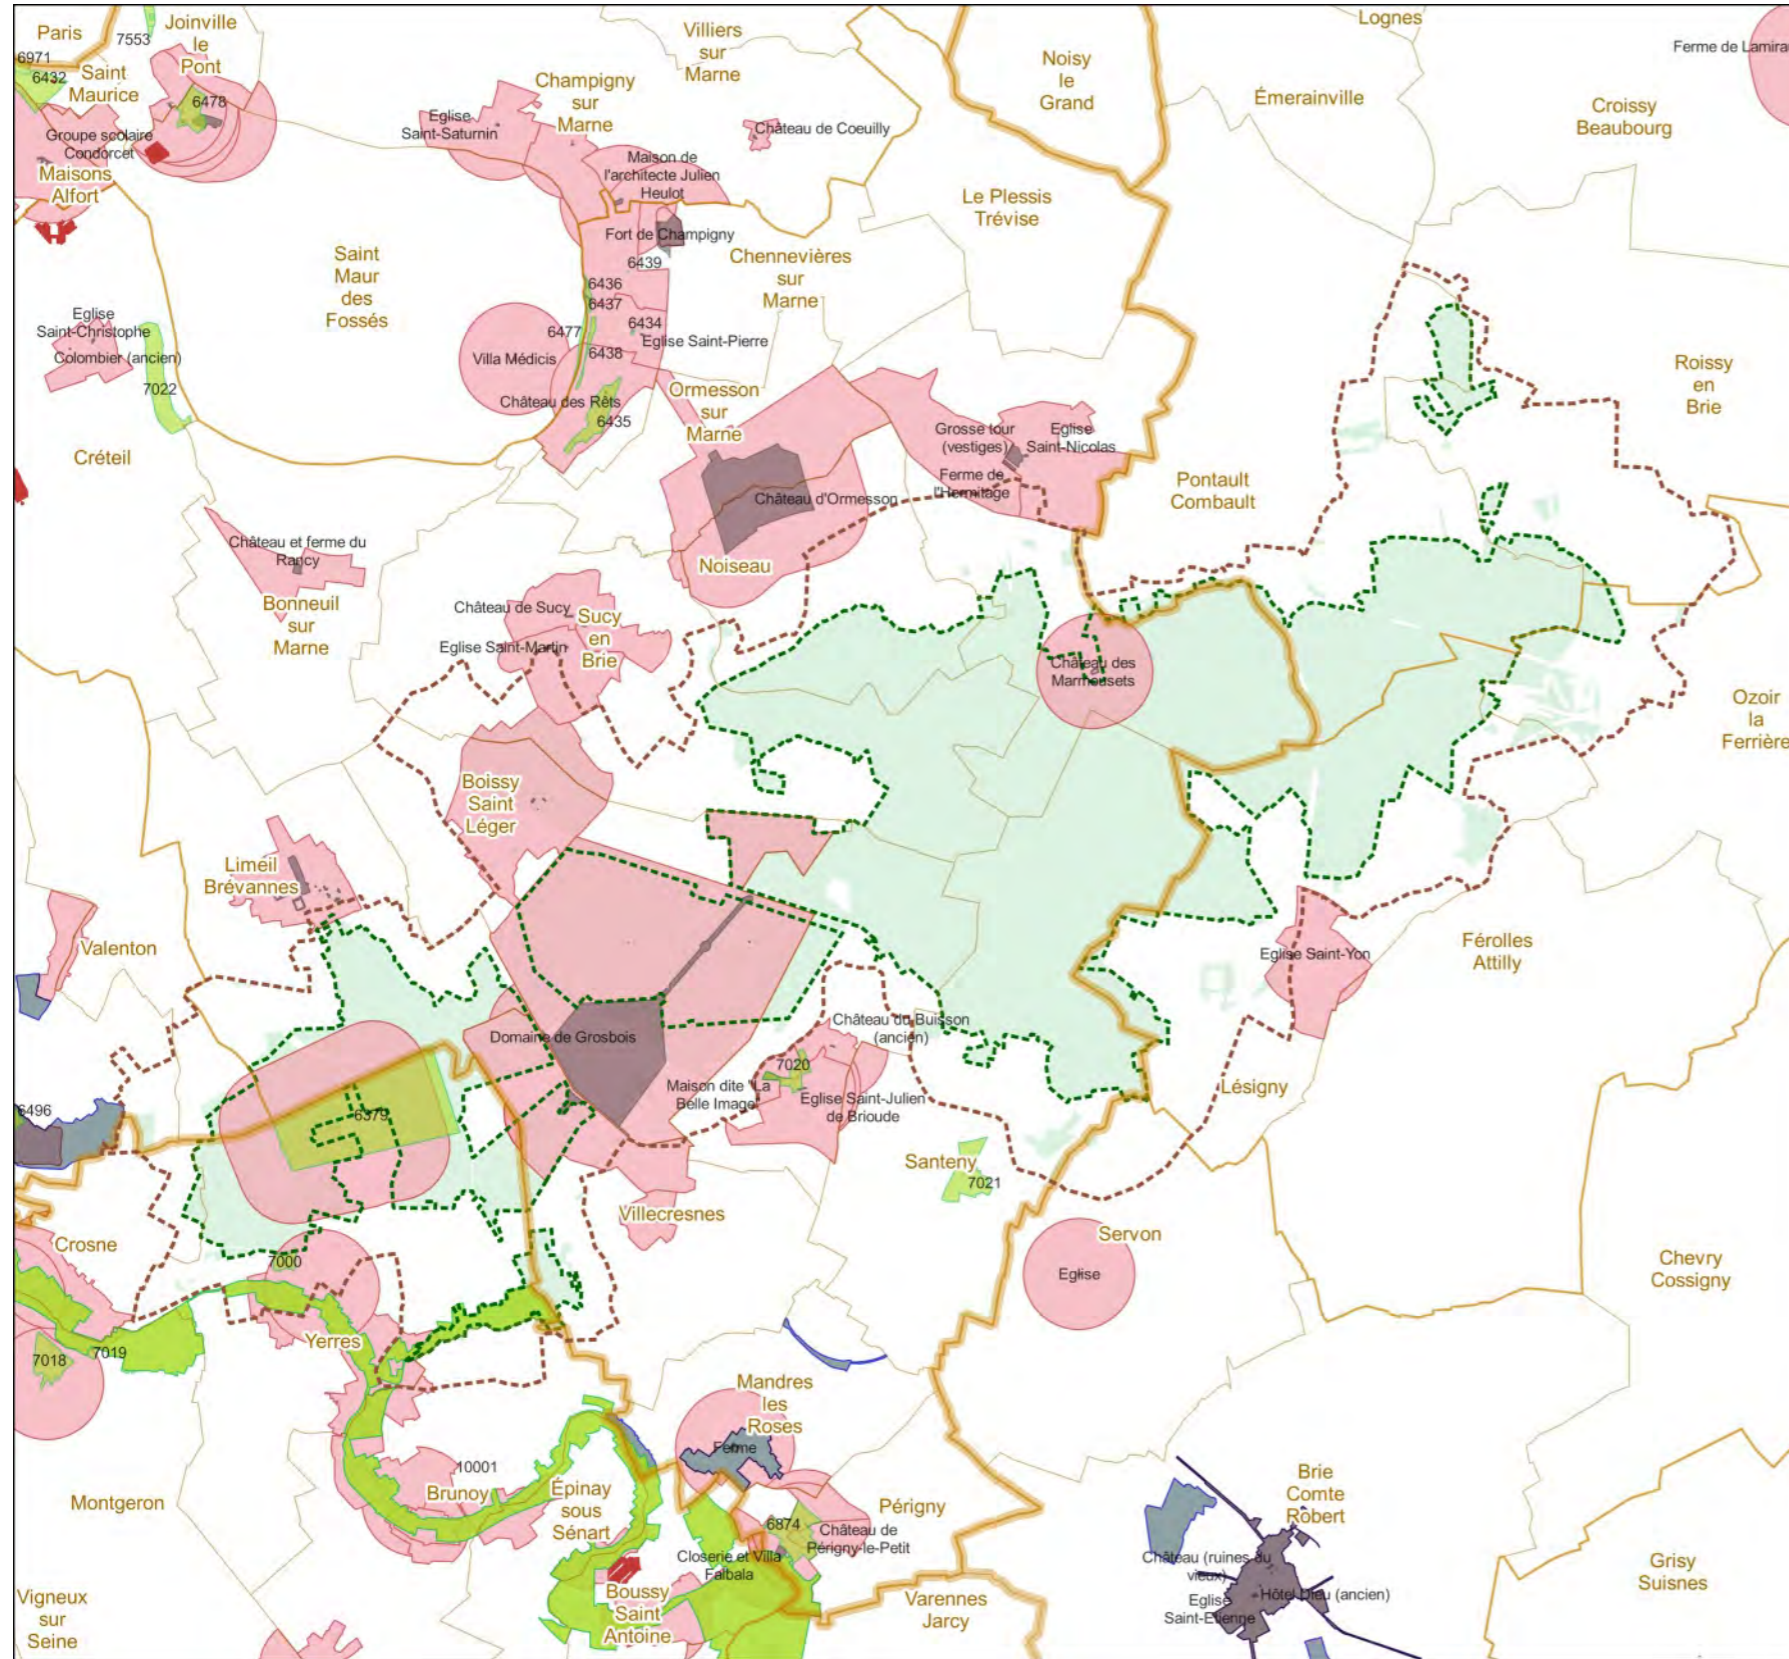 Paris
Joinville
le
Pont
7553
6971
6432
Saint
Maurice
6478
Groupe scolaire
Condorcet
Maisons
Alfort
Villiers
sur
Marne
Champigny
sur
Marne
Eglise
Saint-Saturnin
Château de Coeuilly
Maison de
l'architecte Julien
Heulot
Fort de Champigny
Noisy
le
Grand
Lognes
Émerainville
Croissy
Beaubourg
Le Plessis
Trévise
Saint
Maur
des
Fossés
Chennevières
sur
Marne
6439
6436
6437
6434
6477
6438
Eglise Saint-Pierre
Villa Médicis
Eglise
Saint-Christophe
Colombier (ancien)
7022
Château des Rêts
6435
Ormesson
sur
Marne
Roissy
en
Brie
Créteil
Grosse tour
(vestiges)
Eglise
Saint-Nicolas
Ferme de
l'Hermitage
Château d'Ormesson
Pontault
Combault
Château et ferme du
Rancy
Noiseau
Bonneuil
sur
Marne
Château de Sucy
Sucy
en
Brie
Eglise Saint-Martin
Château des
Marmousets
Ozoir
la
Ferrière
Boissy
Saint
Léger
Limeil
Brévannes
Valenton
Férolles
Attilly
Eglise Saint-Yon
Domaine de Grosbois
Château du Buisson
(ancien)
7020
Maison dite "La
Belle Image"
Eglise Saint-Julien
de Brioude
Lésigny
6496
6379
Santeny
7021
Villecresnes
Crosne
Servon
7000
Eglise
Chevry
Cossigny
Yerres
7018
7019
Mandres
les
Roses
Ferme
10001
Brunoy
Épinay
sous
Sénart
Montgeron
Périgny
6874
Château de
Périgny-le-Petit
Closerie et Villa
Falbala
Brie
Comte
Robert
Château (ruines du
vieux)
Hôtel Dieu (ancien)
Eglise
Saint-Etienne
Grisy
Suisnes
Vigneux
sur
Seine
Boussy
Saint
Antoine
Varennes
Jarcy